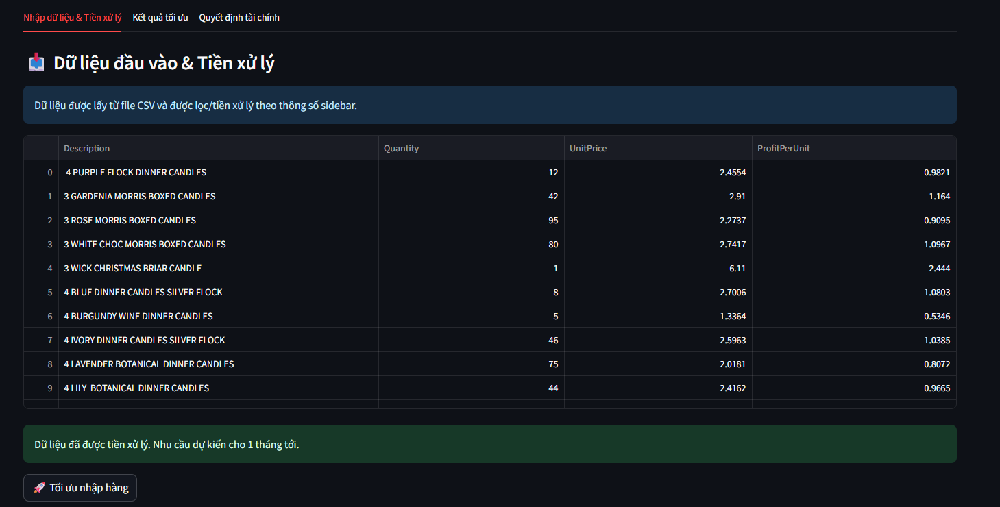 Nhập dữ liệu & Tiền xử lý Kết quả tối ưu Quyết định tài chính
📥 Dữ liệu đầu vào & Tiền xử lý
Dữ liệu được lấy từ file CSV và được lọc/tiền xử lý theo thông số sidebar.
Description Quantity UnitPrice ProfitPerUnit
0 4 PURPLE FLOCK DINNER CANDLES 12 2.4554 0.9821
1 3 GARDENIA MORRIS BOXED CANDLES 42 2.91 1.164
2 3 ROSE MORRIS BOXED CANDLES 95 2.2737 0.9095
3 3 WHITE CHOC MORRIS BOXED CANDLES 80 2.7417 1.0967
4 3 WICK CHRISTMAS BRIAR CANDLE 1 6.11 2.444
5 4 BLUE DINNER CANDLES SILVER FLOCK 8 2.7006 1.0803
6 4 BURGUNDY WINE DINNER CANDLES 5 1.3364 0.5346
7 4 IVORY DINNER CANDLES SILVER FLOCK 46 2.5963 1.0385
8 4 LAVENDER BOTANICAL DINNER CANDLES 75 2.0181 0.8072
9 4 LILY  BOTANICAL DINNER CANDLES 44 2.4162 0.9665
Dữ liệu đã được tiền xử lý. Nhu cầu dự kiến cho 1 tháng tới.
🚀 Tối ưu nhập hàng